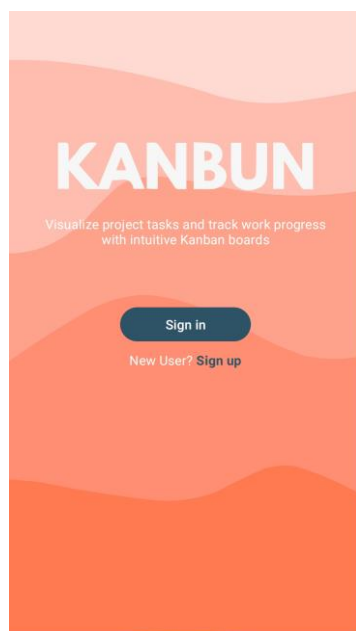 KANBUN
Visualize project tasks and track work progress
with intuitive Kanban boards
Sign in
New User? Sign up